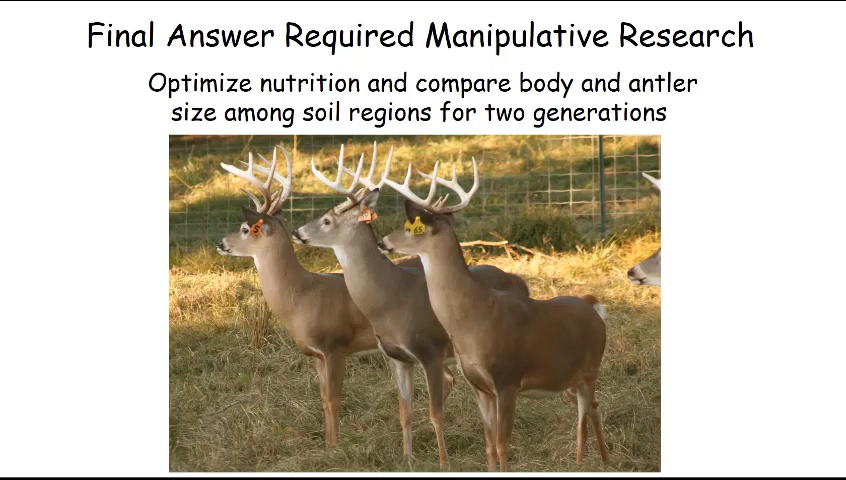 Final Answer Required Manipulative Research
Optimize nutrition and compare body and antler
size among soil regions for two generations
65